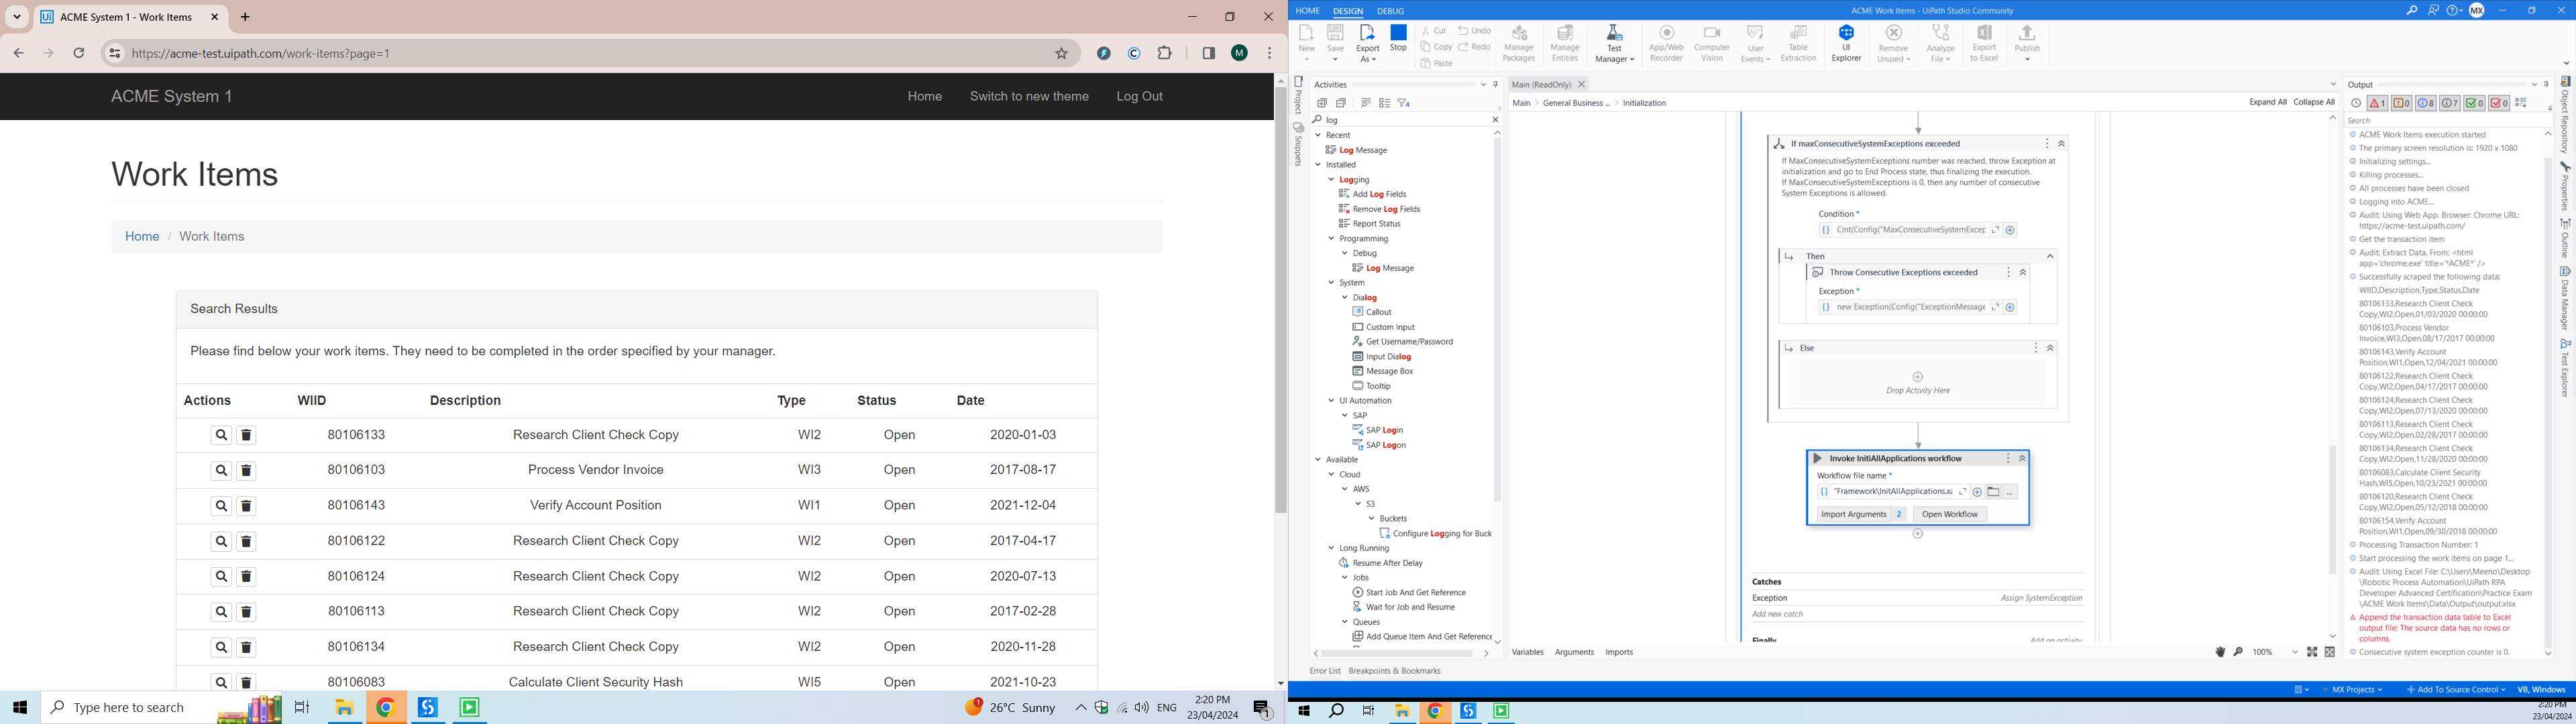 ACME System 1 - Work Items
https://acme-test.uipath.com/work-items?page=1
M
ACME System 1
Home
Switch to new theme
Log Out
Work Items
Home / Work Items
Search Results
Please find below your work items. They need to be completed in the order specified by your manager.
Actions WIID Description Type Status Date
80106133 Research Client Check Copy WI2 Open 2020-01-03
80106103 Process Vendor Invoice WI3 Open 2017-08-17
80106143 Verify Account Position WI1 Open 2021-12-04
80106122 Research Client Check Copy WI2 Open 2017-04-17
80106124 Research Client Check Copy WI2 Open 2020-07-13
80106113 Research Client Check Copy WI2 Open 2017-02-28
80106134 Research Client Check Copy WI2 Open 2020-11-28
80106083 Calculate Client Security Hash WI5 Open 2021-10-23
Type here to search
26°C Sunny
ENG
2:20 PM
23/04/2024
HOME DESIGN DEBUG
ACME Work Items - UiPath Studio Community
MX
New
Save
Export As
Stop
Cut
Copy
Paste
Undo
Redo
Manage Packages
Manage Entities
Test Manager
App/Web Recorder
Computer Vision
User Events
Table Extraction
UI Explorer
Remove Unused
Analyze File
Export to Excel
Publish
Project
Snippets
Activities
log
Recent
Log Message
Installed
Logging
Add Log Fields
Remove Log Fields
Report Status
Programming
Debug
Log Message
System
Dialog
Callout
Custom Input
Get Username/Password
Input Dialog
Message Box
Tooltip
UI Automation
SAP
SAP Login
SAP Logon
Available
Cloud
AWS
S3
Buckets
Configure Logging for Buck
Long Running
Resume After Delay
Jobs
Start Job And Get Reference
Wait for Job and Resume
Queues
Add Queue Item And Get Reference
Error List Breakpoints & Bookmarks
Main (ReadOnly)
Main > General Business ... > Initialization
Expand All Collapse All
If maxConsecutiveSystemExceptions exceeded
If MaxConsecutiveSystemExceptions number was reached, throw Exception at
initialization and go to End Process state, thus finalizing the execution.
If MaxConsecutiveSystemExceptions is 0, then any number of consecutive
System Exceptions is allowed.
Condition *
Cint(Config("MaxConsecutiveSystemExcep
Then
Throw Consecutive Exceptions exceeded
Exception *
new Exception(Config("ExceptionMessage
Else
Drop Activity Here
Invoke InitiAllApplications workflow
Workflow file name *
"Framework\InitAllApplications.xa
Import Arguments 2
Open Workflow
Catches
Exception
Assign SystemException
Add new catch
Finally
Add an activity
Variables Arguments Imports
100%
Output
1 0 8 7 0 0
Search
ACME Work Items execution started
The primary screen resolution is: 1920 x 1080
Initializing settings...
Killing processes...
All processes have been closed
Logging into ACME...
Audit: Using Web App. Browser: Chrome URL:
https://acme-test.uipath.com/
Get the transaction item
Audit: Extract Data. From: <html
app='chrome.exe' title='*ACME*' />
Successfully scraped the following data:
WIID,Description,Type,Status,Date
80106133,Research Client Check
Copy,WI2,Open,01/03/2020 00:00:00
80106103,Process Vendor
Invoice,WI3,Open,08/17/2017 00:00:00
80106143,Verify Account
Position,WI1,Open,12/04/2021 00:00:00
80106122,Research Client Check
Copy,WI2,Open,04/17/2017 00:00:00
80106124,Research Client Check
Copy,WI2,Open,07/13/2020 00:00:00
80106113,Research Client Check
Copy,WI2,Open,02/28/2017 00:00:00
80106134,Research Client Check
Copy,WI2,Open,11/28/2020 00:00:00
80106083,Calculate Client Security
Hash,WI5,Open,10/23/2021 00:00:00
80106120,Research Client Check
Copy,WI2,Open,05/12/2018 00:00:00
80106154,Verify Account
Position,WI1,Open,09/30/2018 00:00:00
Processing Transaction Number: 1
Start processing the work items on page 1...
Audit: Using Excel File: C:\Users\Meeno\Desktop
\Robotic Process Automation\UiPath RPA
Developer Advanced Certification\Practice Exam
\ACME Work Items\Data\Output\output.xlsx
Append the transaction data table to Excel
output file: The source data has no rows or
columns.
Consecutive system exception counter is 0.
Object Repository
Properties
Outline
Data Manager
Test Explorer
MX Projects
Add To Source Control
VB, Windows
2:20 PM
23/04/2024